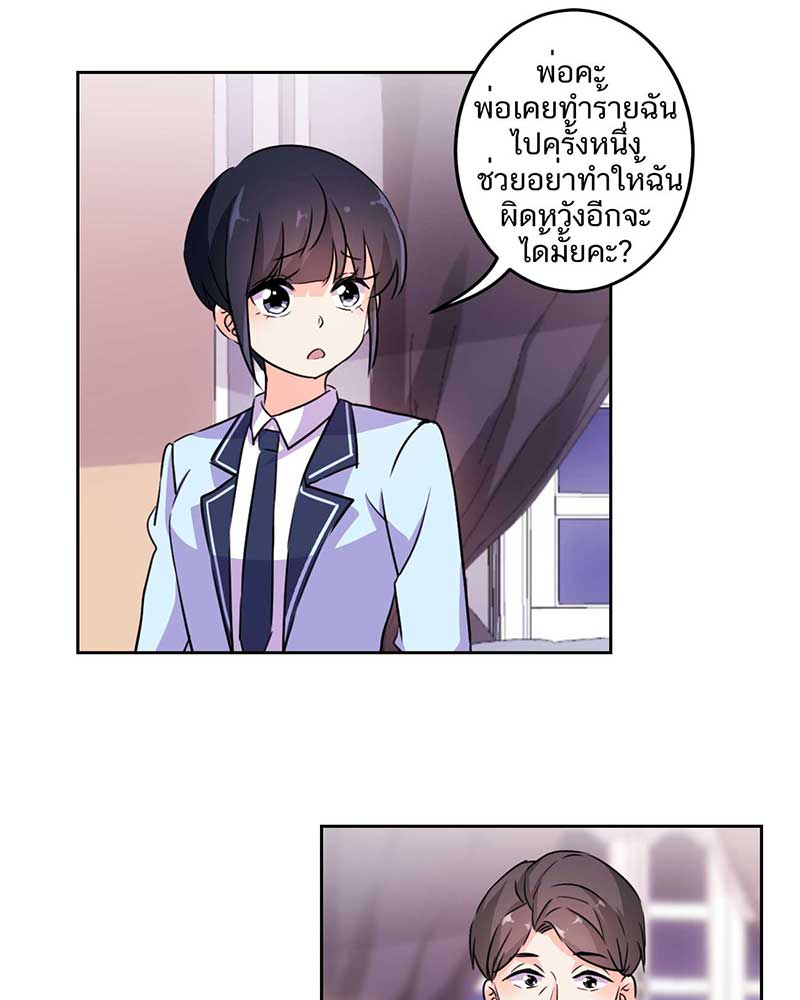 พ่อคะ
พ่อเคยทำร้ายฉัน
ไปครั้งหนึ่ง
ช่วยอย่าทำให้ฉัน
ผิดหวังอีกจะ
ได้มั้ยคะ?